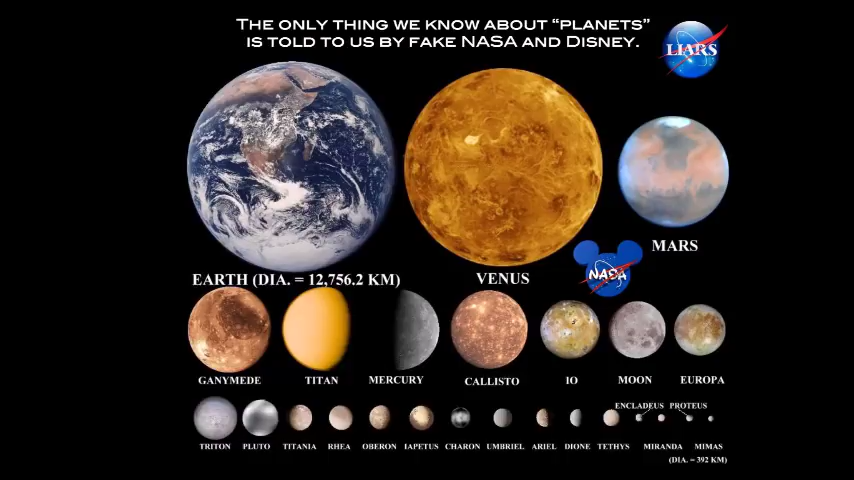 THE ONLY THING WE KNOW ABOUT “PLANETS”
IS TOLD TO US BY FAKE NASA AND DISNEY.
LIARS
MARS
NASA
EARTH (DIA. = 12,756.2 KM)
VENUS
GANYMEDE
TITAN
MERCURY
CALLISTO
IO
MOON
EUROPA
ENCLADEUS
PROTEUS
TRITON
PLUTO
TITANIA
RHEA
OBERON
IAPETUS
CHARON
UMBRIEL
ARIEL
DIONE
TETHYS
MIRANDA
MIMAS
(DIA. = 392 KM)